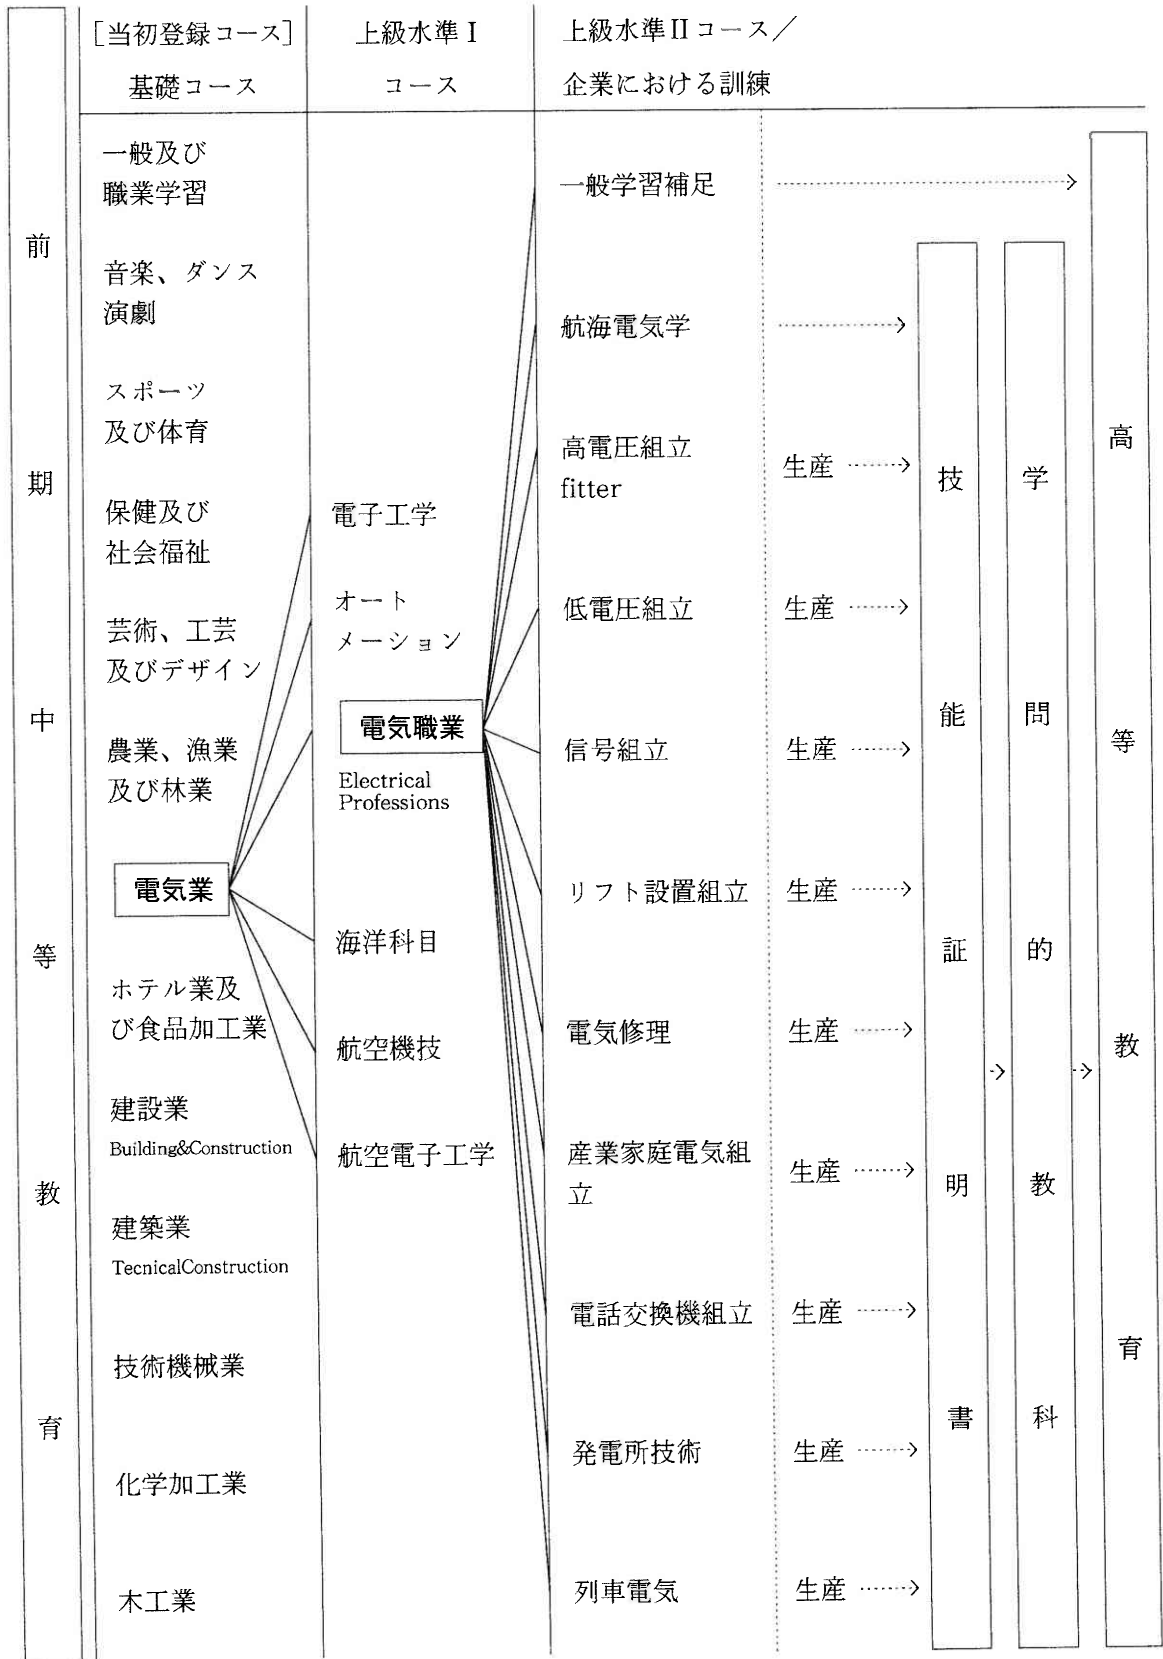 前期中等教育
［当初登録コース］
基礎コース
一般及び
職業学習
音楽、ダンス
演劇
スポーツ
及び体育
保健及び
社会福祉
芸術、工芸
及びデザイン
農業、漁業
及び林業
電気業
ホテル業及
び食品加工業
建設業
Building&Construction
建築業
TecnicalConstruction
技術機械業
化学加工業
木工業
上級水準Ⅰ
コース
電子工学
オート
メーション
電気職業
Electrical
Professions
海洋科目
航空機技
航空電子工学
上級水準Ⅱコース／
企業における訓練
一般学習補足
航海電気学
高電圧組立
fitter
生産
低電圧組立
生産
信号組立
生産
リフト設置組立
生産
電気修理
生産
産業家庭電気組
立
生産
電話交換機組立
生産
発電所技術
生産
列車電気
生産
技能証明書
学問的教科
高等教育